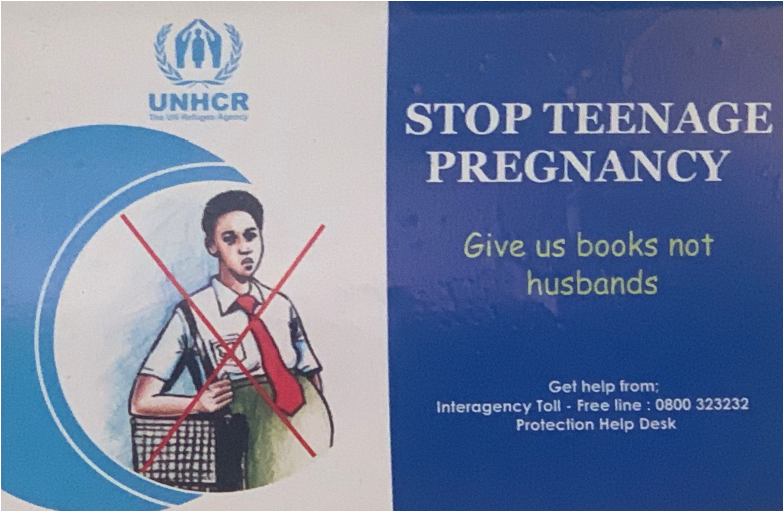 UNHCR
The UN Refugee Agency
STOP TEENAGE
PREGNANCY
Give us books not
husbands
Get help from;
Interagency Toll - Free line : 0800 323232
Protection Help Desk